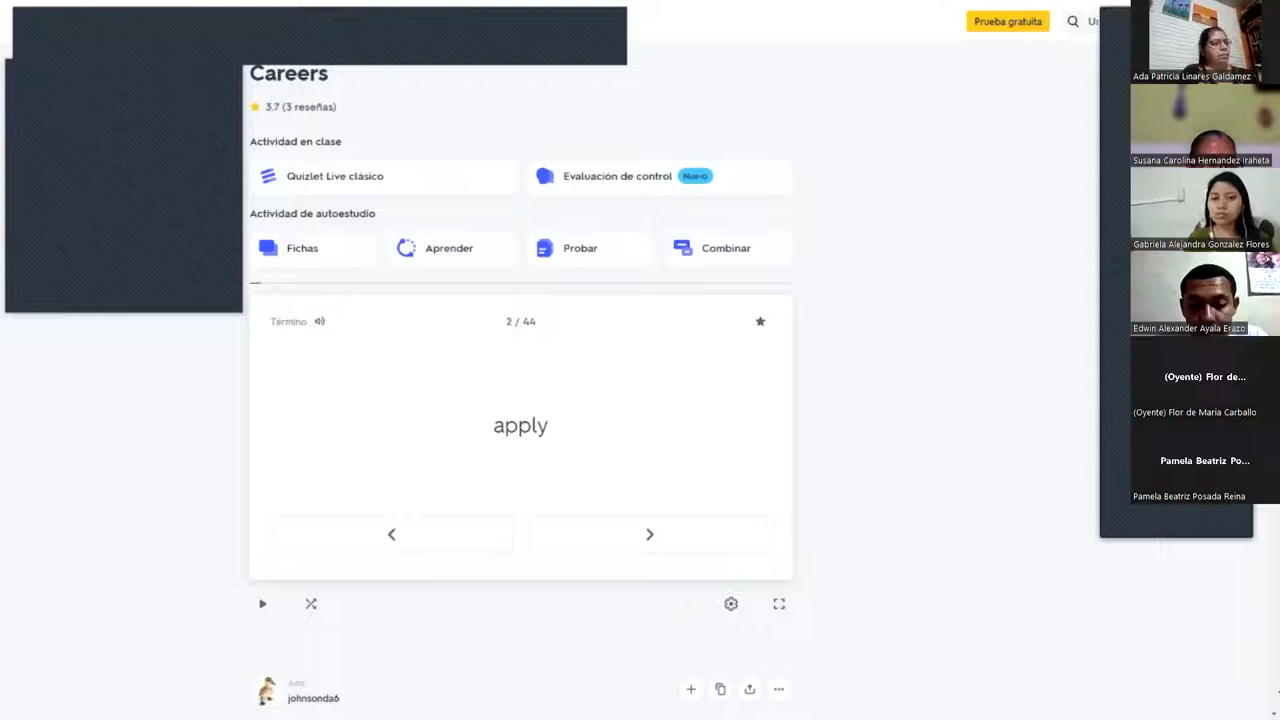 Prueba gratuita
Careers
3.7 (3 reseñas)
Actividad en clase
Quizlet Live clásico
Evaluación de control Nuevo
Actividad de autoestudio
Fichas
Aprender
Probar
Combinar
Término
2 / 44
apply
johnsonda6
Ada Patricia Linares Galdamez
Susana Carolina Hernandez Iraheta
Gabriela Alejandra Gonzalez Flores
Edwin Alexander Ayala Erazo
(Oyente) Flor de...
(Oyente) Flor de Maria Carballo
Pamela Beatriz Po...
Pamela Beatriz Posada Reina